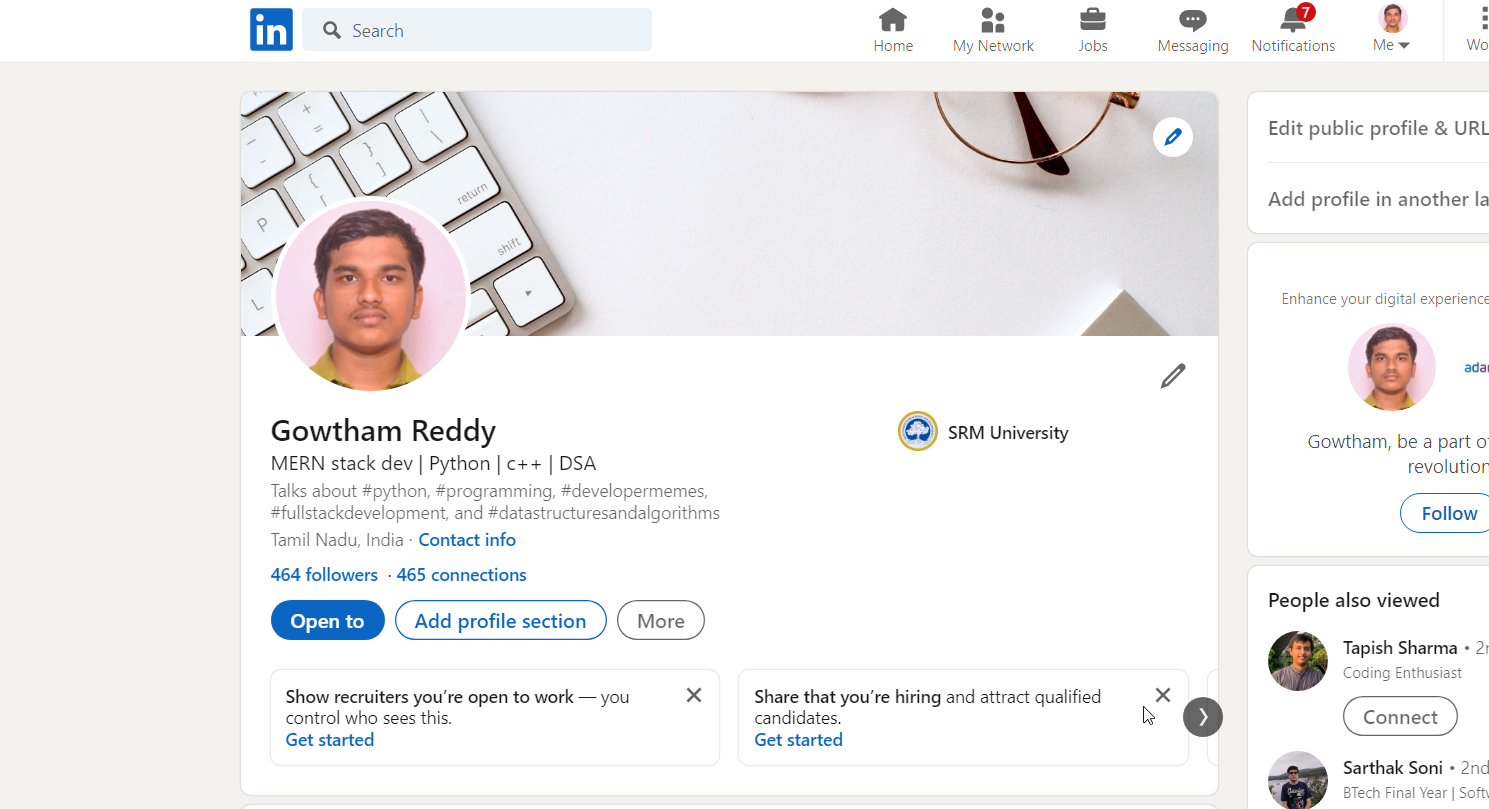 in
Search
Home
My Network
Jobs
Messaging
7
Notifications
Me
Wo
+
=
-
{
[
}
]
|
\
return
P
shift
L
Edit public profile & URL
Add profile in another la
Enhance your digital experience
adar
Gowtham, be a part of
revolution
Follow
Gowtham Reddy
SRM University
MERN stack dev | Python | c++ | DSA
Talks about #python, #programming, #developermemes,
#fullstackdevelopment, and #datastructuresandalgorithms
Tamil Nadu, India · Contact info
464 followers · 465 connections
Open to
Add profile section
More
Show recruiters you’re open to work — you
control who sees this.
Get started
Share that you’re hiring and attract qualified
candidates.
Get started
People also viewed
Tapish Sharma • 2n
Coding Enthusiast
Connect
Sarthak Soni • 2nd
BTech Final Year | Softw